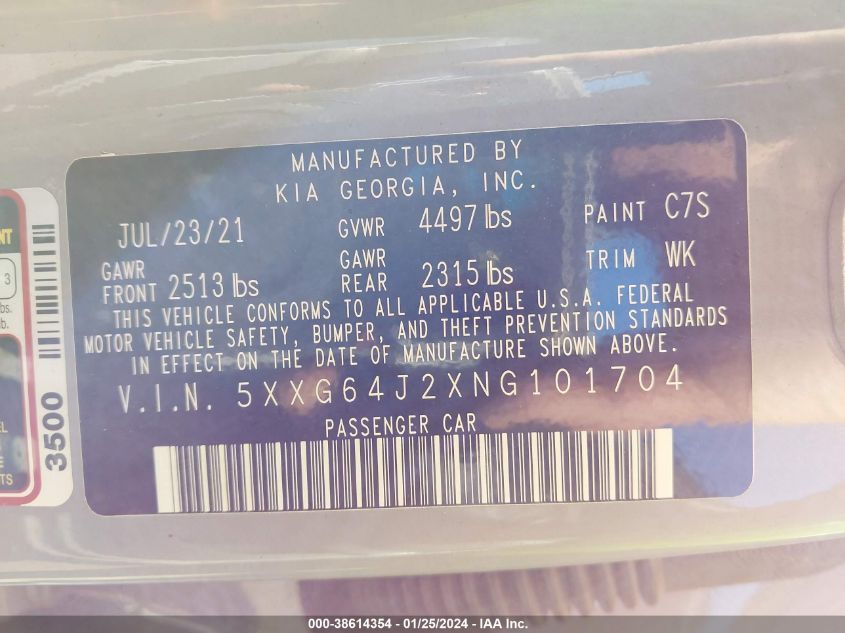 MANUFACTURED BY
KIA GEORGIA, INC.
JUL/23/21 GVWR 4497 lbs PAINT C7S
GAWR FRONT 2513 lbs GAWR REAR 2315 lbs TRIM WK
THIS VEHICLE CONFORMS TO ALL APPLICABLE U.S.A. FEDERAL
MOTOR VEHICLE SAFETY, BUMPER, AND THEFT PREVENTION STANDARDS
IN EFFECT ON THE DATE OF MANUFACTURE SHOWN ABOVE.
V.I.N. 5XXG64J2XNG101704
PASSENGER CAR
3500
3
000-38614354 - 01/25/2024 - IAA Inc.